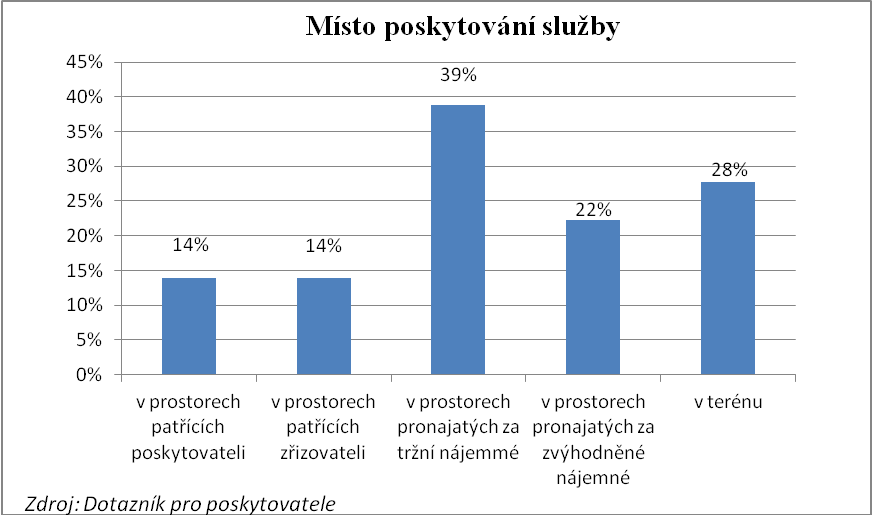 Místo poskytování služby
45%
40%
35%
30%
25%
20%
15%
10%
5%
0%
14%
14%
39%
22%
28%
v prostorech
patřících
poskytovateli
v prostorech
patřících
zřizovateli
v prostorech
pronajatých za
tržní nájemmé
v prostorech
pronajatých za
zvýhodněné
nájemné
v terénu
Zdroj: Dotazník pro poskytovatele